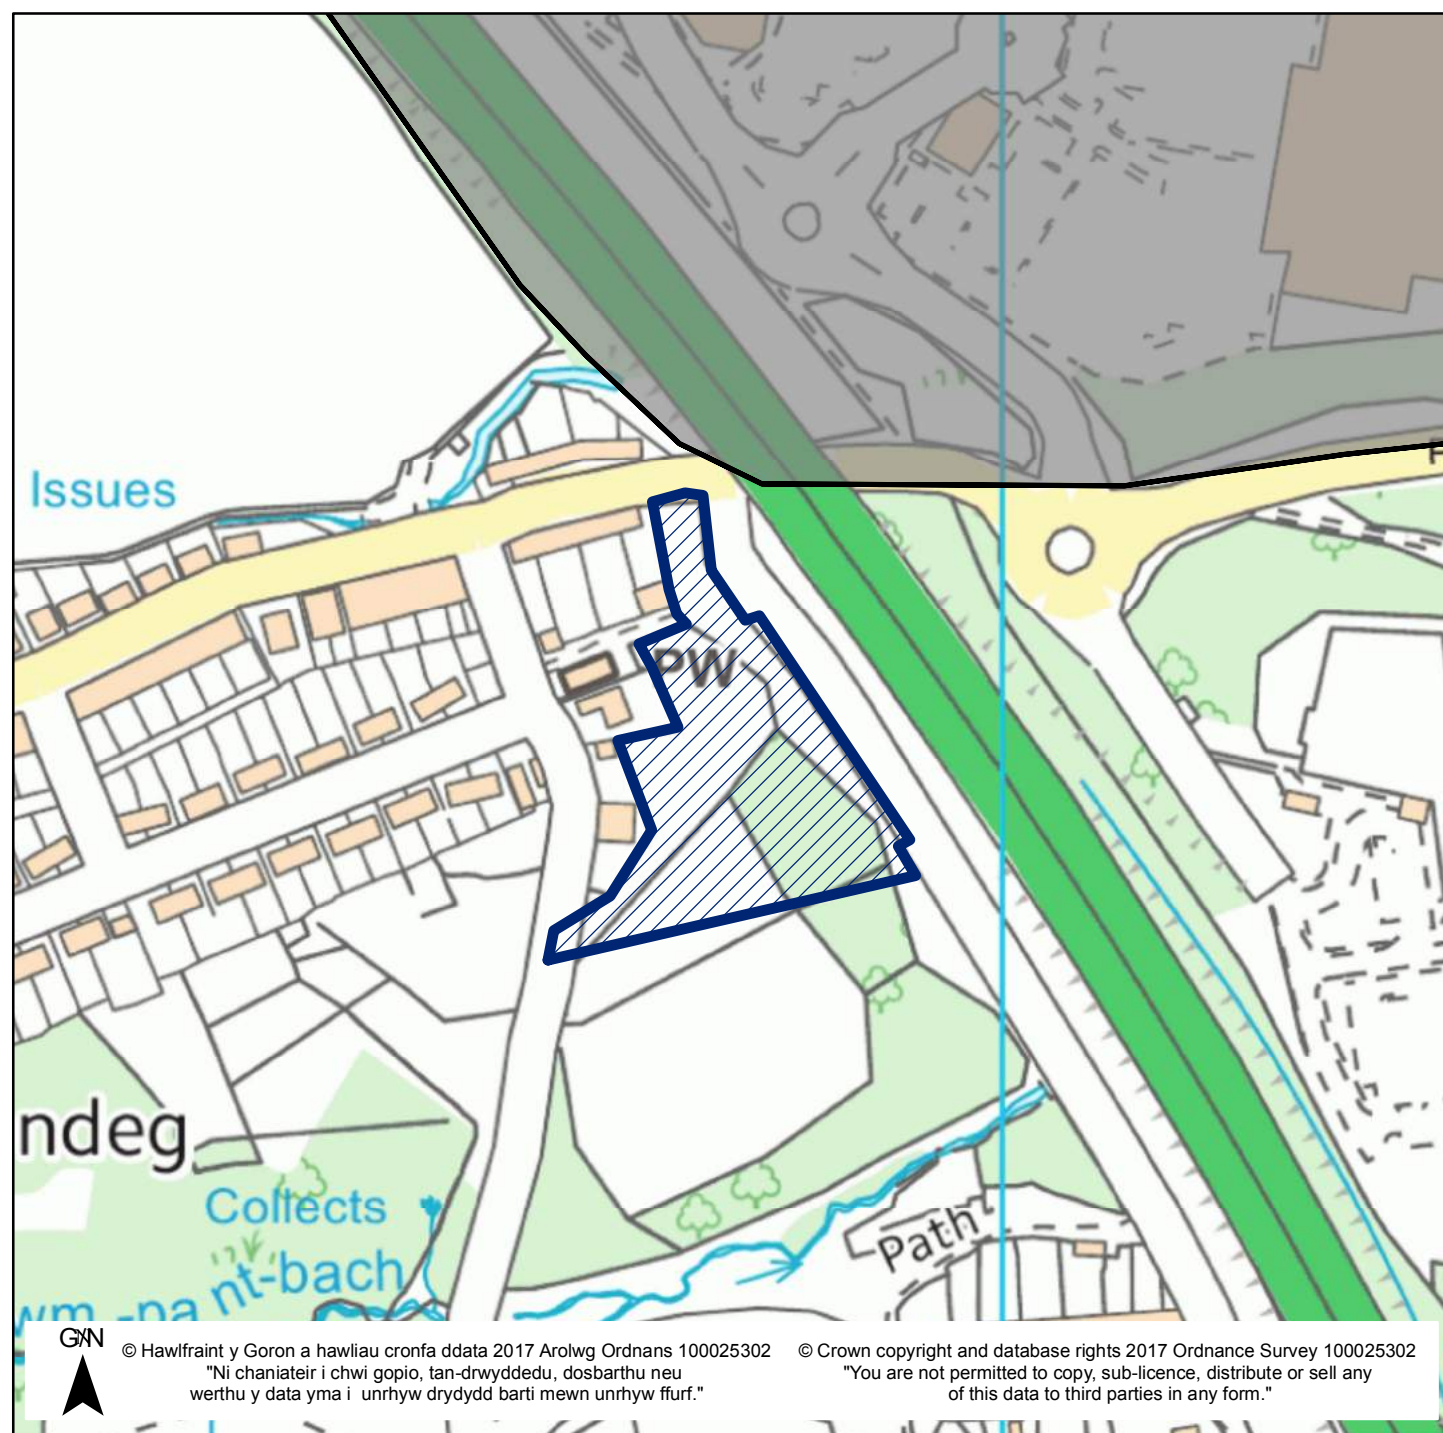 Issues
PW
ndeg
Collects
wm -pant-bach
Path
G/N
© Hawlfraint y Goron a hawliau cronfa ddata 2017 Arolwg Ordnans 100025302
"Ni chaniateir i chwi gopio, tan-drwyddedu, dosbarthu neu
werthu y data yma i unrhyw drydydd barti mewn unrhyw ffurf."
© Crown copyright and database rights 2017 Ordnance Survey 100025302
"You are not permitted to copy, sub-licence, distribute or sell any
of this data to third parties in any form."